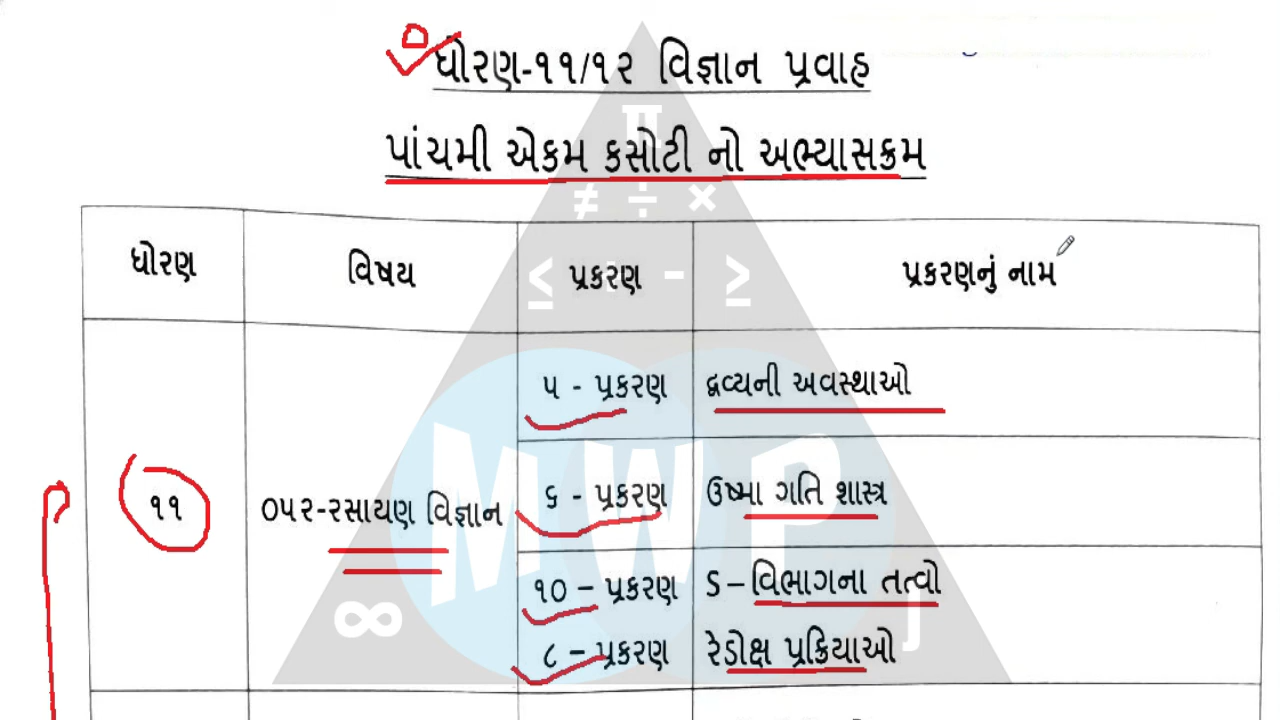 ધોરણ-૧૧/૧૨ વિજ્ઞાન પ્રવાહ
પાંચમી એકમ કસોટી નો અભ્યાસક્રમ
ધોરણ વિષય પ્રકરણ પ્રકરણનું નામ
૫ - પ્રકરણ દ્રવ્યની અવસ્થાઓ
૬ - પ્રકરણ ઉષ્મા ગતિ શાસ્ત્ર
૧૧ ૦૫૨-રસાયણ વિજ્ઞાન
૧૦ – પ્રકરણ S – વિભાગના તત્વો
૮ – પ્રકરણ રેડોક્ષ પ્રક્રિયાઓ
π
≠ ÷ ×
≤ ÷ - ≥
MWP
∞ ∫